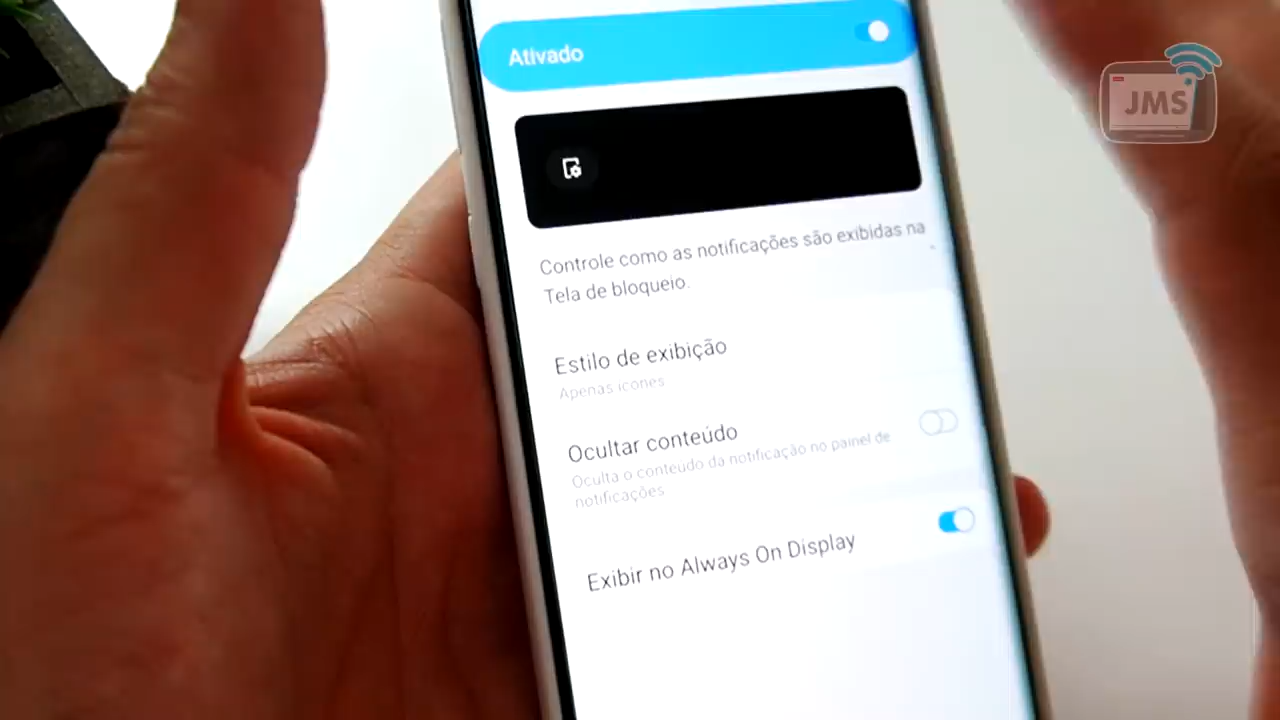 Ativado
JMS
Controle como as notificações são exibidas na
Tela de bloqueio.
Estilo de exibição
Apenas ícones
Ocultar conteúdo
Oculta o conteúdo da notificação no painel de
notificações
Exibir no Always On Display